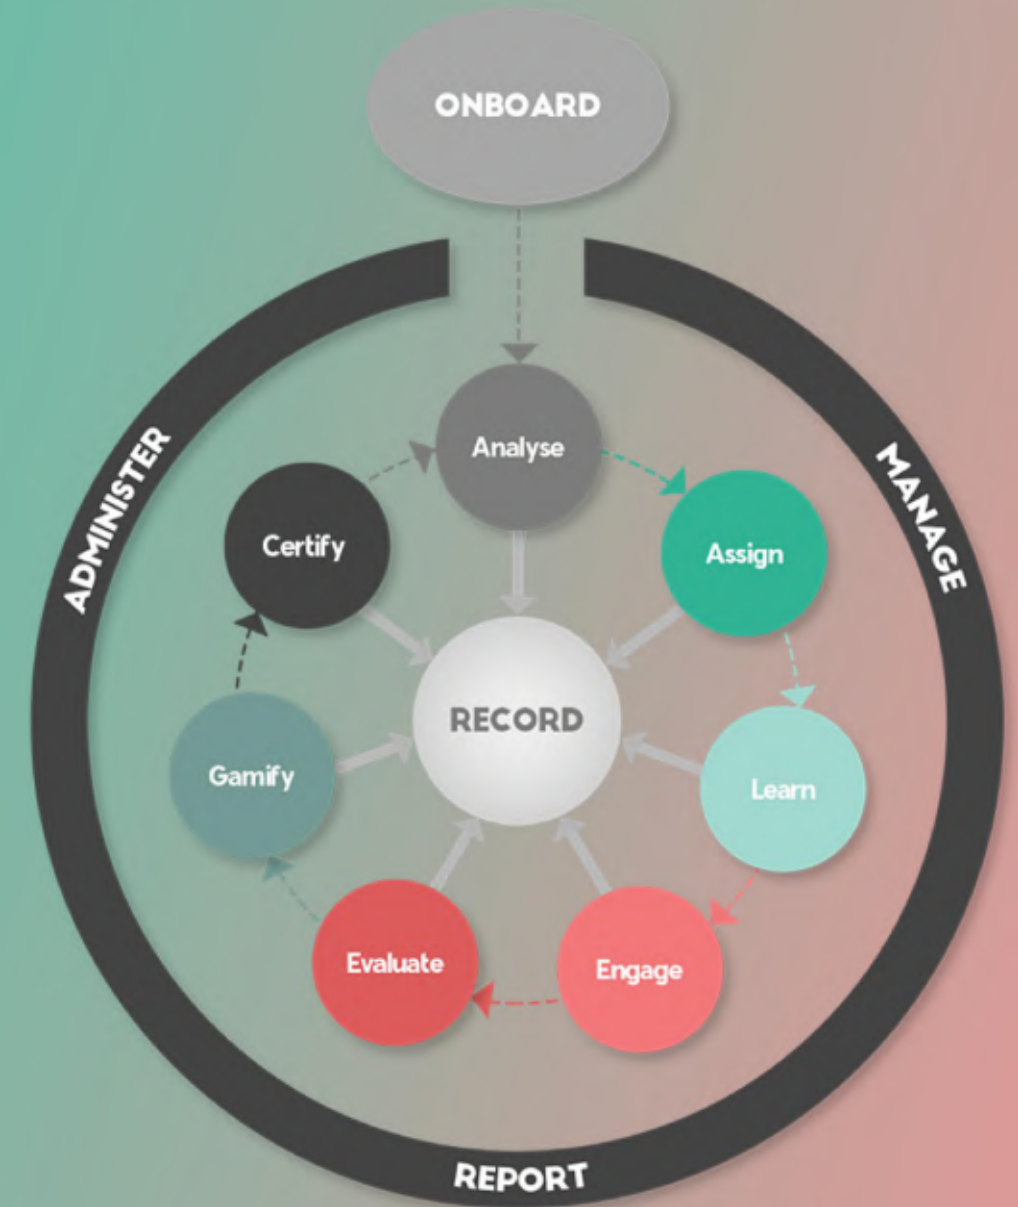 ONBOARD
Analyse
ADMINISTER
MANAGE
Certify
Assign
RECORD
Gamify
Learn
Evaluate
Engage
REPORT